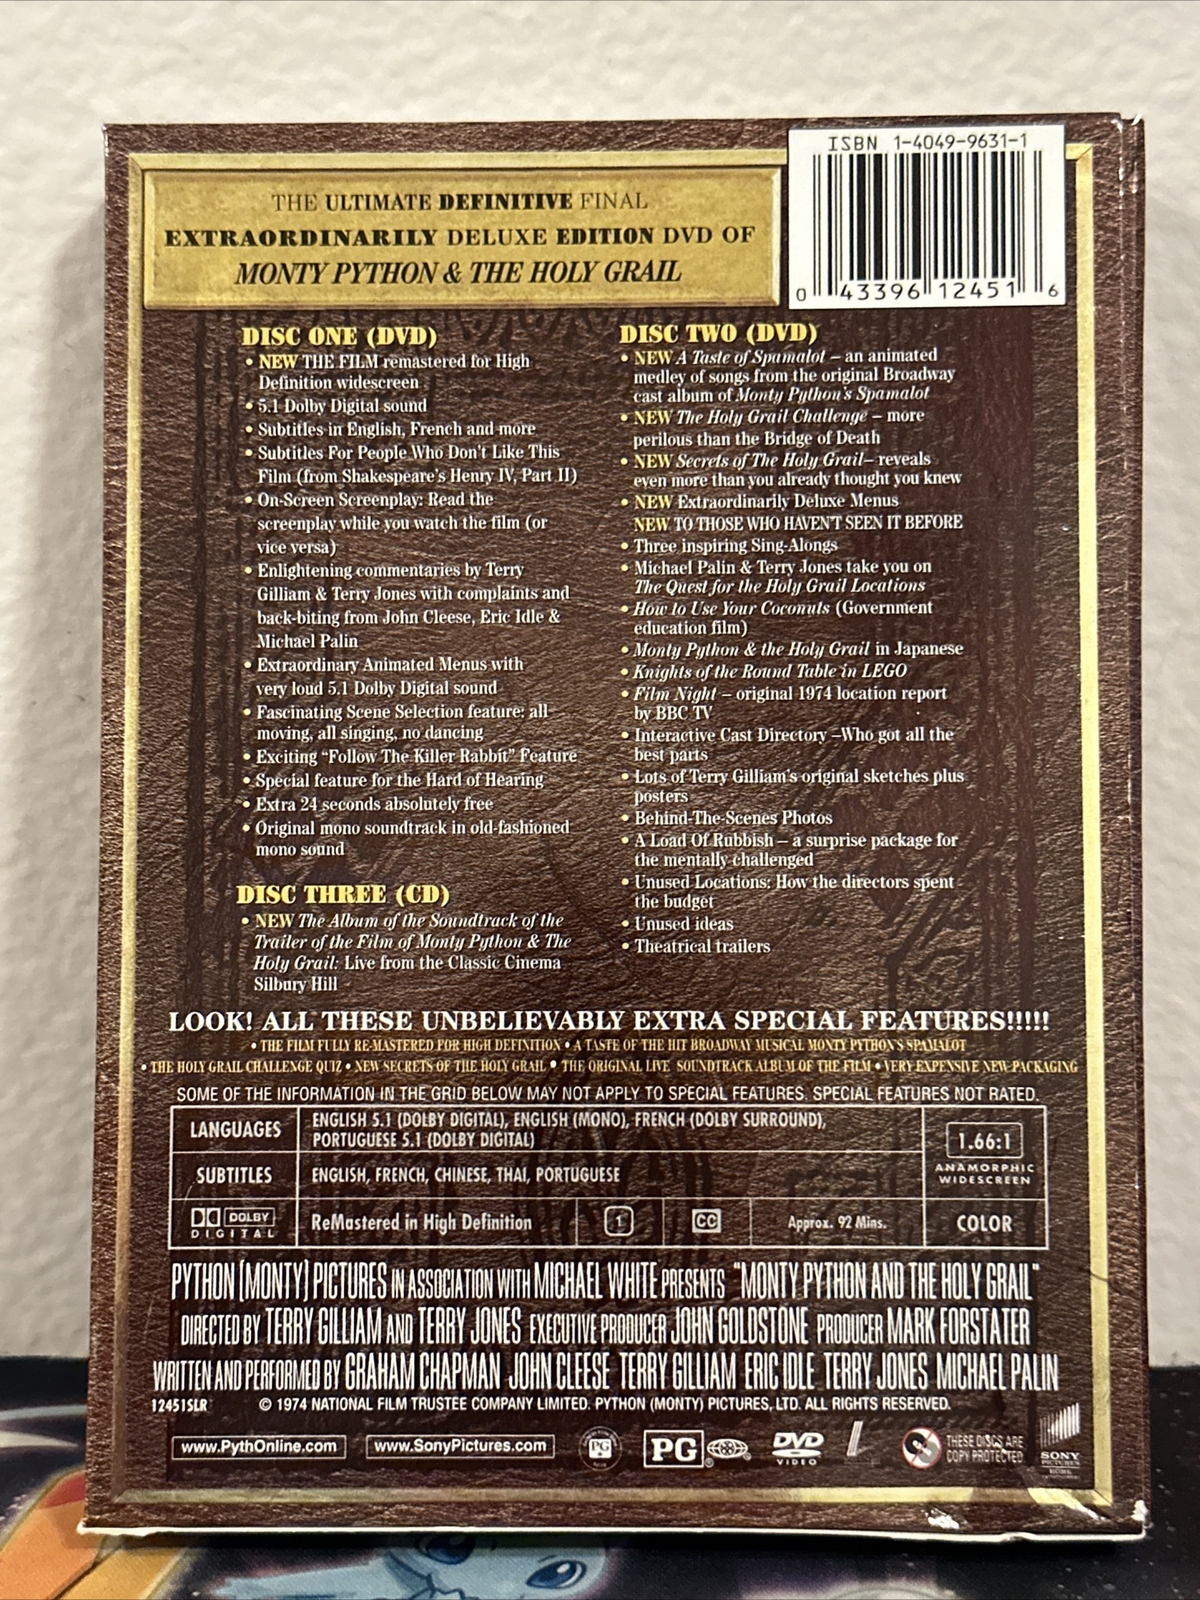 ISBN 1-4049-9631-1
0 43396 12451 6
THE ULTIMATE DEFINITIVE FINAL
EXTRAORDINARILY DELUXE EDITION DVD OF
MONTY PYTHON & THE HOLY GRAIL
DISC ONE (DVD)
• NEW THE FILM remastered for High
Definition widescreen
• 5.1 Dolby Digital sound
• Subtitles in English, French and more
• Subtitles For People Who Don't Like This
Film (from Shakespeare's Henry IV, Part II)
• On-Screen Screenplay: Read the
screenplay while you watch the film (or
vice versa)
• Enlightening commentaries by Terry
Gilliam & Terry Jones with complaints and
back-biting from John Cleese, Eric Idle &
Michael Palin
• Extraordinary Animated Menus with
very loud 5.1 Dolby Digital sound
• Fascinating Scene Selection feature: all
moving, all singing, no dancing
• Exciting "Follow The Killer Rabbit" Feature
• Special feature for the Hard of Hearing
• Extra 24 seconds absolutely free
• Original mono soundtrack in old-fashioned
mono sound
DISC THREE (CD)
• NEW The Album of the Soundtrack of the
Trailer of the Film of Monty Python & The
Holy Grail: Live from the Classic Cinema
Silbury Hill
DISC TWO (DVD)
• NEW A Taste of Spamalot – an animated
medley of songs from the original Broadway
cast album of Monty Python's Spamalot
• NEW The Holy Grail Challenge – more
perilous than the Bridge of Death
• NEW Secrets of The Holy Grail– reveals
even more than you already thought you knew
• NEW Extraordinarily Deluxe Menus
NEW TO THOSE WHO HAVEN'T SEEN IT BEFORE
• Three inspiring Sing-Alongs
• Michael Palin & Terry Jones take you on
The Quest for the Holy Grail Locations
• How to Use Your Coconuts (Government
education film)
• Monty Python & the Holy Grail in Japanese
• Knights of the Round Table in LEGO
• Film Night – original 1974 location report
by BBC TV
• Interactive Cast Directory –Who got all the
best parts
• Lots of Terry Gilliam's original sketches plus
posters
• Behind-The-Scenes Photos
• A Load Of Rubbish – a surprise package for
the mentally challenged
• Unused Locations: How the directors spent
the budget
• Unused ideas
• Theatrical trailers
LOOK! ALL THESE UNBELIEVABLY EXTRA SPECIAL FEATURES!!!!!
• THE FILM FULLY RE-MASTERED FOR HIGH DEFINITION • A TASTE OF THE HIT BROADWAY MUSICAL MONTY PYTHON'S SPAMALOT
• THE HOLY GRAIL CHALLENGE QUIZ • NEW SECRETS OF THE HOLY GRAIL • THE ORIGINAL LIVE SOUNDTRACK ALBUM OF THE FILM • VERY EXPENSIVE NEW PACKAGING
SOME OF THE INFORMATION IN THE GRID BELOW MAY NOT APPLY TO SPECIAL FEATURES. SPECIAL FEATURES NOT RATED.
LANGUAGES
ENGLISH 5.1 (DOLBY DIGITAL), ENGLISH (MONO), FRENCH (DOLBY SURROUND),
PORTUGUESE 5.1 (DOLBY DIGITAL)
1.66:1
ANAMORPHIC
WIDESCREEN
SUBTITLES
ENGLISH, FRENCH, CHINESE, THAI, PORTUGUESE
DOLBY
DIGITAL
ReMastered in High Definition
1
CC
Approx. 92 Mins.
COLOR
PYTHON (MONTY) PICTURES IN ASSOCIATION WITH MICHAEL WHITE PRESENTS "MONTY PYTHON AND THE HOLY GRAIL"
DIRECTED BY TERRY GILLIAM AND TERRY JONES EXECUTIVE PRODUCER JOHN GOLDSTONE PRODUCER MARK FORSTATER
WRITTEN AND PERFORMED BY GRAHAM CHAPMAN JOHN CLEESE TERRY GILLIAM ERIC IDLE TERRY JONES MICHAEL PALIN
12451SLR
© 1974 NATIONAL FILM TRUSTEE COMPANY LIMITED. PYTHON (MONTY) PICTURES, LTD. ALL RIGHTS RESERVED.
www.PythOnline.com
www.SonyPictures.com
PG
PG
®
DVD
VIDEO
THESE DISCS ARE
COPY PROTECTED
SONY
PICTURES
HOME